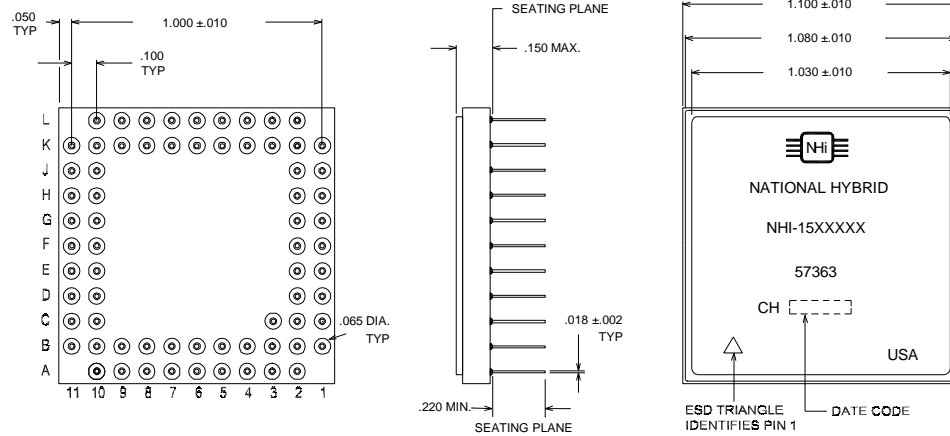 .050
TYP
1.000 ±.010
.100
TYP
L
K
J
H
G
F
E
D
C
B
A
11 10 9 8 7 6 5 4 3 2 1
.065 DIA.
TYP
SEATING PLANE
.150 MAX.
.018 ±.002
TYP
.220 MIN.
SEATING PLANE
1.100 ±.010
1.080 ±.010
1.030 ±.010
NHi
NATIONAL HYBRID
NHI-15XXXXX
57363
CH
USA
ESD TRIANGLE
IDENTIFIES PIN 1
DATE CODE